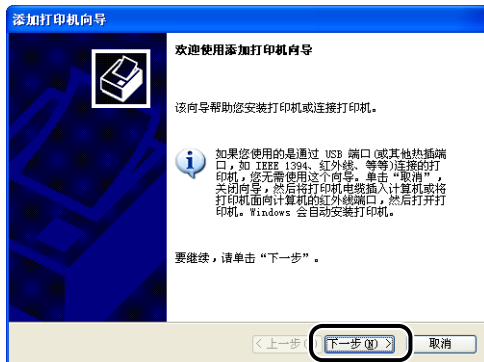 添加打印机向导
欢迎使用添加打印机向导
该向导帮助您安装打印机或连接打印机。
如果您使用的是通过 USB 端口(或其他热插端
口，如 IEEE 1394、红外线、等等)连接的打
印机，您无需使用这个向导。单击“取消”，
关闭向导，然后将打印机电缆插入计算机或将
打印机面向计算机的红外线端口，然后打开打
印机。Windows 会自动安装打印机。
要继续，请单击“下一步”。
< 上一步( 下一步(N) > 取消